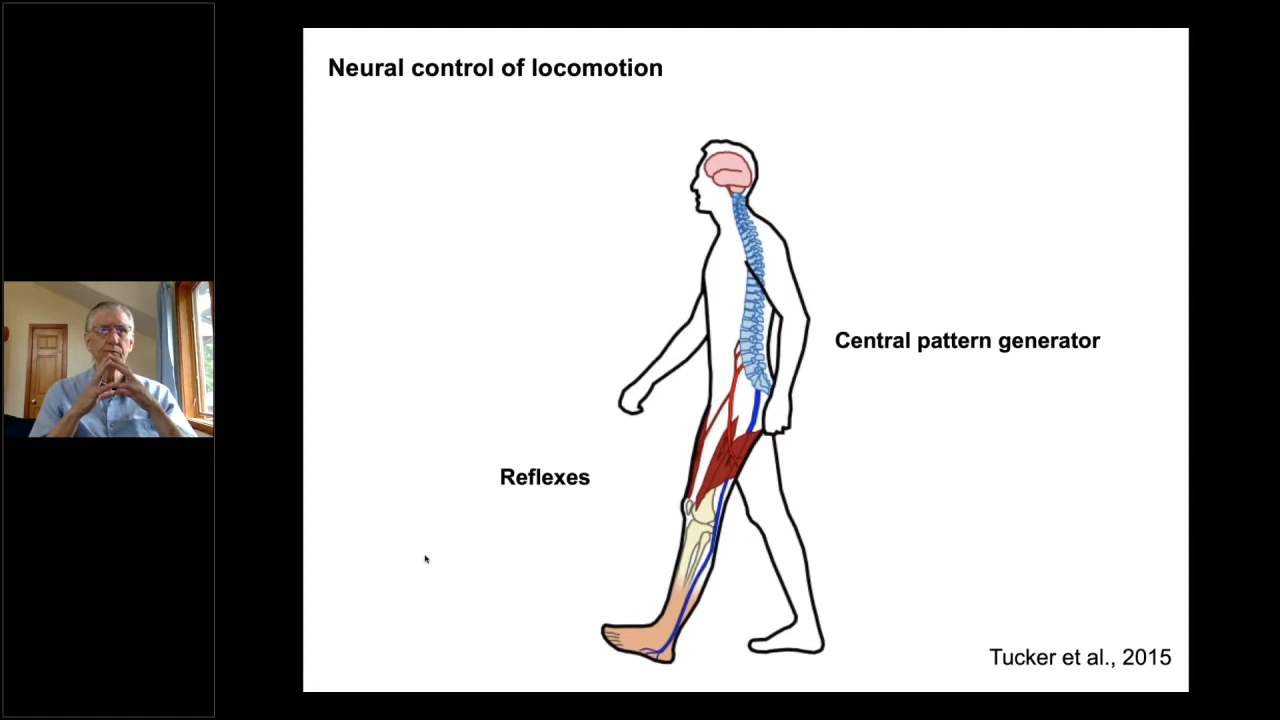 Neural control of locomotion
Central pattern generator
Reflexes
Tucker et al., 2015